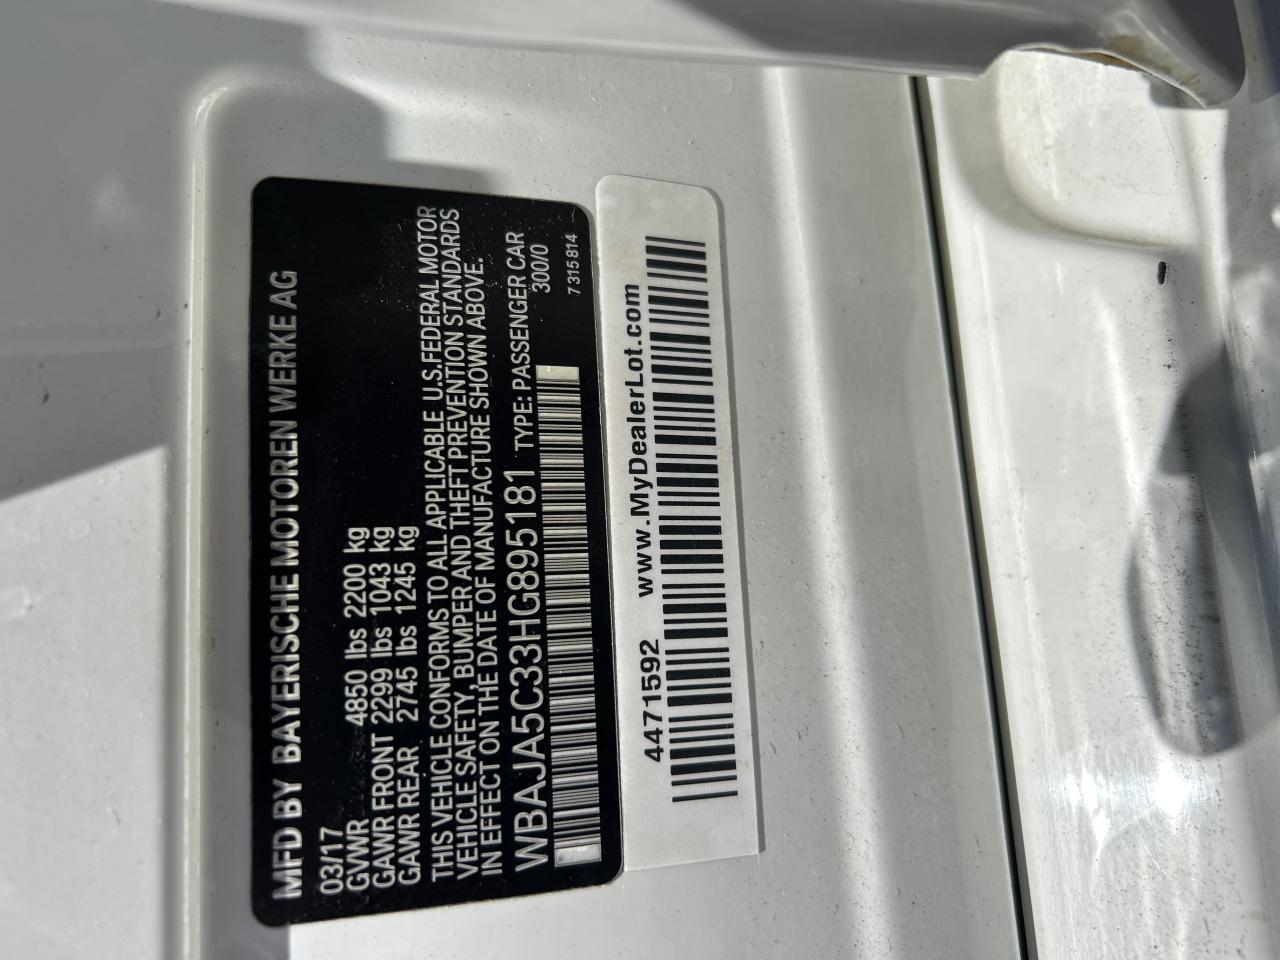 MFD BY BAYERISCHE MOTOREN WERKE AG
03/17
GVWR 4850 lbs 2200 kg
GAWR FRONT 2299 lbs 1043 kg
GAWR REAR 2745 lbs 1245 kg
THIS VEHICLE CONFORMS TO ALL APPLICABLE U.S.FEDERAL MOTOR
VEHICLE SAFETY, BUMPER AND THEFT PREVENTION STANDARDS
IN EFFECT ON THE DATE OF MANUFACTURE SHOWN ABOVE.
WBAJA5C33HG895181 TYPE: PASSENGER CAR
300/0
7 315 814
4471592 www.MyDealerLot.com